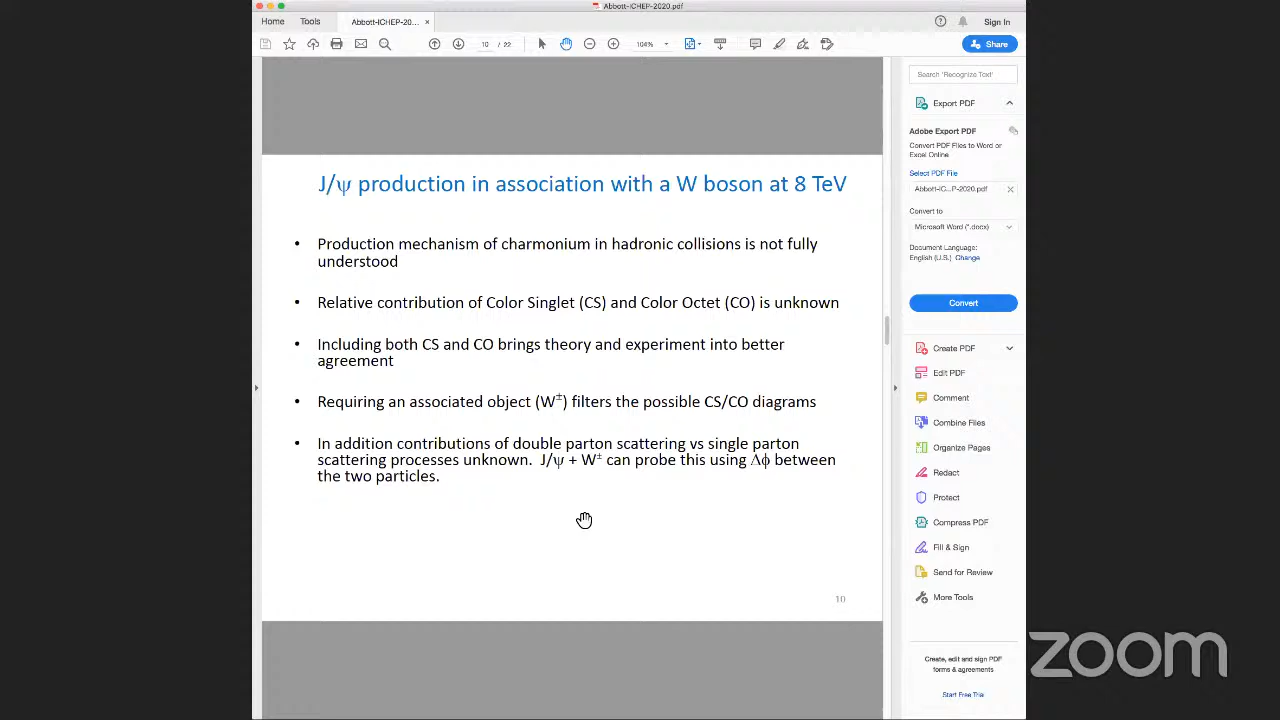 Abbott-ICHEP-2020.pdf
Home
Tools
Abbott-ICHEP-20...
×
Sign In
10 / 22
104%
Share
J/ψ production in association with a W boson at 8 TeV
• Production mechanism of charmonium in hadronic collisions is not fully
understood
• Relative contribution of Color Singlet (CS) and Color Octet (CO) is unknown
• Including both CS and CO brings theory and experiment into better
agreement
• Requiring an associated object (W±) filters the possible CS/CO diagrams
• In addition contributions of double parton scattering vs single parton
scattering processes unknown. J/ψ + W± can probe this using Δϕ between
the two particles.
10
Search 'Recognize Text'
Export PDF
Adobe Export PDF
Convert PDF Files to Word or
Excel Online.
Select PDF File
Abbott-IC...P-2020.pdf
Convert to
Microsoft Word (*.docx)
Document Language:
English (U.S.) Change
Convert
Create PDF
Edit PDF
Comment
Combine Files
Organize Pages
Redact
Protect
Compress PDF
Fill & Sign
Send for Review
More Tools
Create, edit and sign PDF
forms & agreements
Start Free Trial
zoom